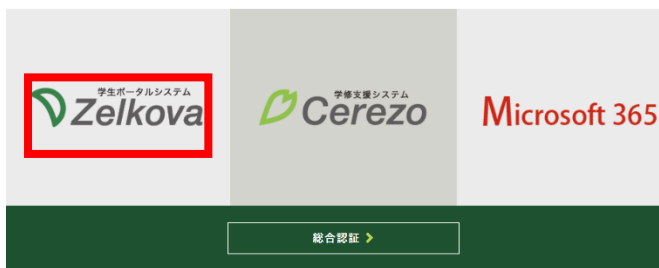 学生ポータルシステム
Zelkova
学修支援システム
Cerezo
Microsoft 365
総合認証